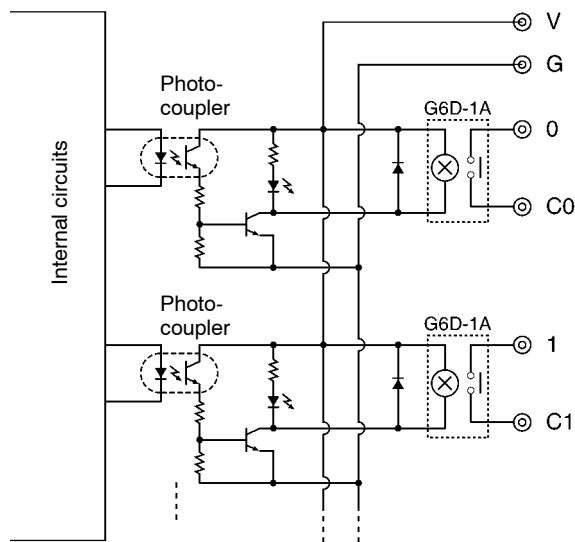 V
G
Photo-
coupler
G6D-1A
0
C0
Internal circuits
Photo-
coupler
G6D-1A
1
C1